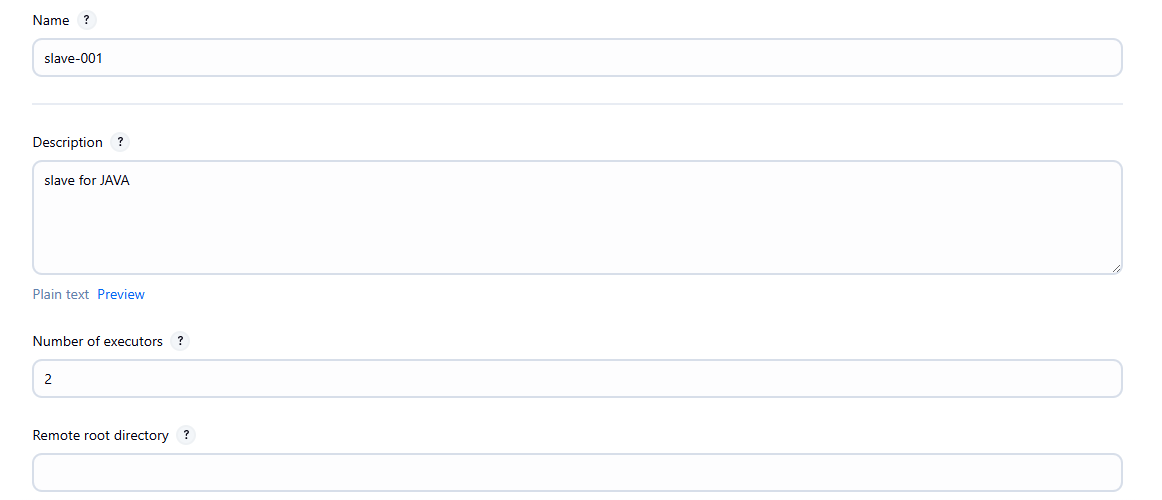 Name ?
slave-001
Description ?
slave for JAVA
Plain text Preview
Number of executors ?
2
Remote root directory ?